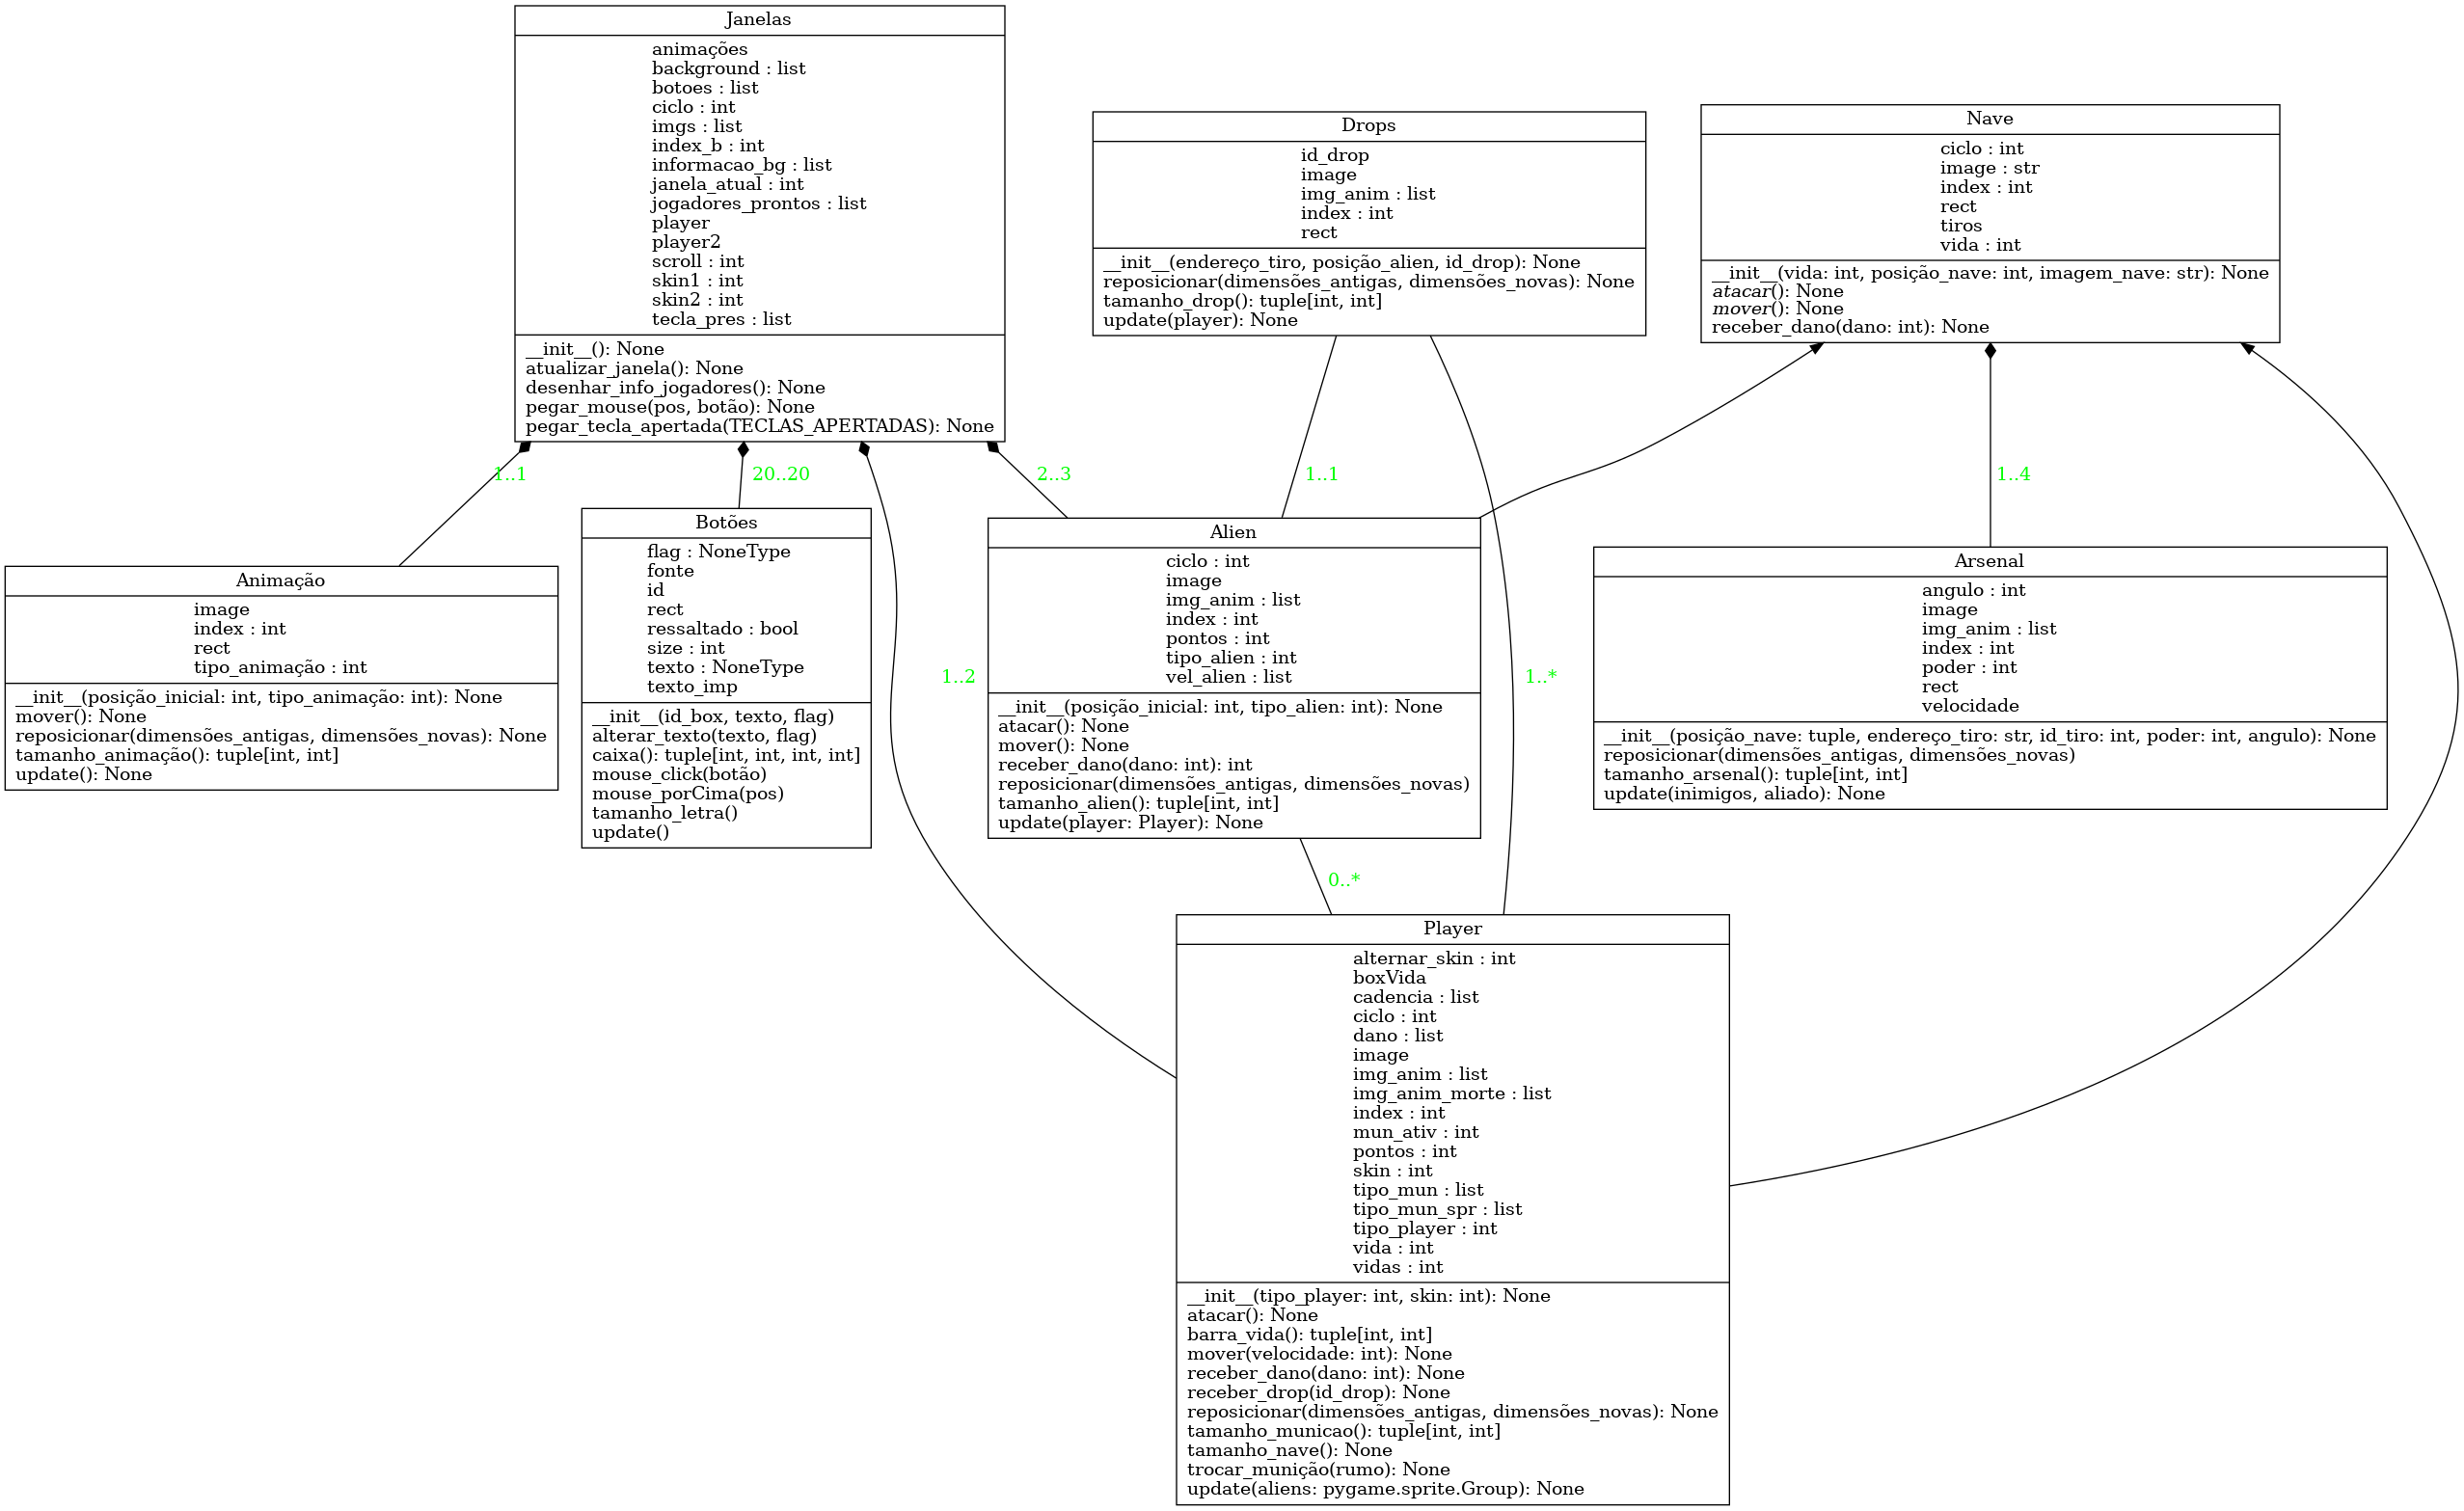 Janelas
animações
background : list
botoes : list
ciclo : int
imgs : list
index_b : int
informacao_bg : list
janela_atual : int
jogadores_prontos : list
player
player2
scroll : int
skin1 : int
skin2 : int
tecla_pres : list
__init__(): None
atualizar_janela(): None
desenhar_info_jogadores(): None
pegar_mouse(pos, botão): None
pegar_tecla_apertada(TECLAS_APERTADAS): None
Drops
id_drop
image
img_anim : list
index : int
rect
__init__(endereço_tiro, posição_alien, id_drop): None
reposicionar(dimensões_antigas, dimensões_novas): None
tamanho_drop(): tuple[int, int]
update(player): None
Nave
ciclo : int
image : str
index : int
rect
tiros
vida : int
__init__(vida: int, posição_nave: int, imagem_nave: str): None
atacar(): None
mover(): None
receber_dano(dano: int): None
1..1
20..20
2..3
1..1
1..4
Animação
image
index : int
rect
tipo_animação : int
__init__(posição_inicial: int, tipo_animação: int): None
mover(): None
reposicionar(dimensões_antigas, dimensões_novas): None
tamanho_animação(): tuple[int, int]
update(): None
Botões
flag : NoneType
fonte
id
rect
ressaltado : bool
size : int
texto : NoneType
texto_imp
__init__(id_box, texto, flag)
alterar_texto(texto, flag)
caixa(): tuple[int, int, int, int]
mouse_click(botão)
mouse_porCima(pos)
tamanho_letra()
update()
1..2
Alien
ciclo : int
image
img_anim : list
index : int
pontos : int
tipo_alien : int
vel_alien : list
__init__(posição_inicial: int, tipo_alien: int): None
atacar(): None
mover(): None
receber_dano(dano: int): int
reposicionar(dimensões_antigas, dimensões_novas)
tamanho_alien(): tuple[int, int]
update(player: Player): None
1..*
Arsenal
angulo : int
image
img_anim : list
index : int
poder : int
rect
velocidade
__init__(posição_nave: tuple, endereço_tiro: str, id_tiro: int, poder: int, angulo): None
reposicionar(dimensões_antigas, dimensões_novas)
tamanho_arsenal(): tuple[int, int]
update(inimigos, aliado): None
0..*
Player
alternar_skin : int
boxVida
cadencia : list
ciclo : int
dano : list
image
img_anim : list
img_anim_morte : list
index : int
mun_ativ : int
pontos : int
skin : int
tipo_mun : list
tipo_mun_spr : list
tipo_player : int
vida : int
vidas : int
__init__(tipo_player: int, skin: int): None
atacar(): None
barra_vida(): tuple[int, int]
mover(velocidade: int): None
receber_dano(dano: int): None
receber_drop(id_drop): None
reposicionar(dimensões_antigas, dimensões_novas): None
tamanho_municao(): tuple[int, int]
tamanho_nave(): None
trocar_munição(rumo): None
update(aliens: pygame.sprite.Group): None